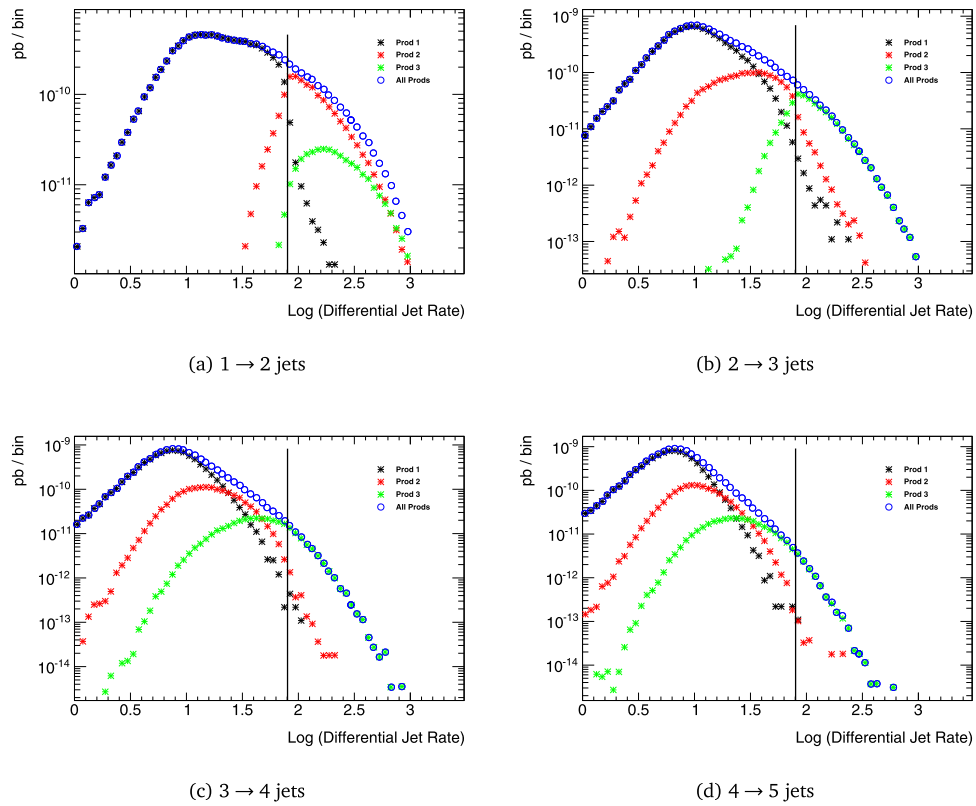 pb / bin
10⁻¹⁰
10⁻¹¹
0 0.5 1 1.5 2 2.5 3
Log (Differential Jet Rate)
Prod 1
Prod 2
Prod 3
All Prods
(a) 1 → 2 jets
pb / bin
10⁻⁹
10⁻¹⁰
10⁻¹¹
10⁻¹²
10⁻¹³
0 0.5 1 1.5 2 2.5 3
Log (Differential Jet Rate)
Prod 1
Prod 2
Prod 3
All Prods
(b) 2 → 3 jets
pb / bin
10⁻⁹
10⁻¹⁰
10⁻¹¹
10⁻¹²
10⁻¹³
10⁻¹⁴
0 0.5 1 1.5 2 2.5 3
Log (Differential Jet Rate)
Prod 1
Prod 2
Prod 3
All Prods
(c) 3 → 4 jets
pb / bin
10⁻⁹
10⁻¹⁰
10⁻¹¹
10⁻¹²
10⁻¹³
10⁻¹⁴
0 0.5 1 1.5 2 2.5 3
Log (Differential Jet Rate)
Prod 1
Prod 2
Prod 3
All Prods
(d) 4 → 5 jets